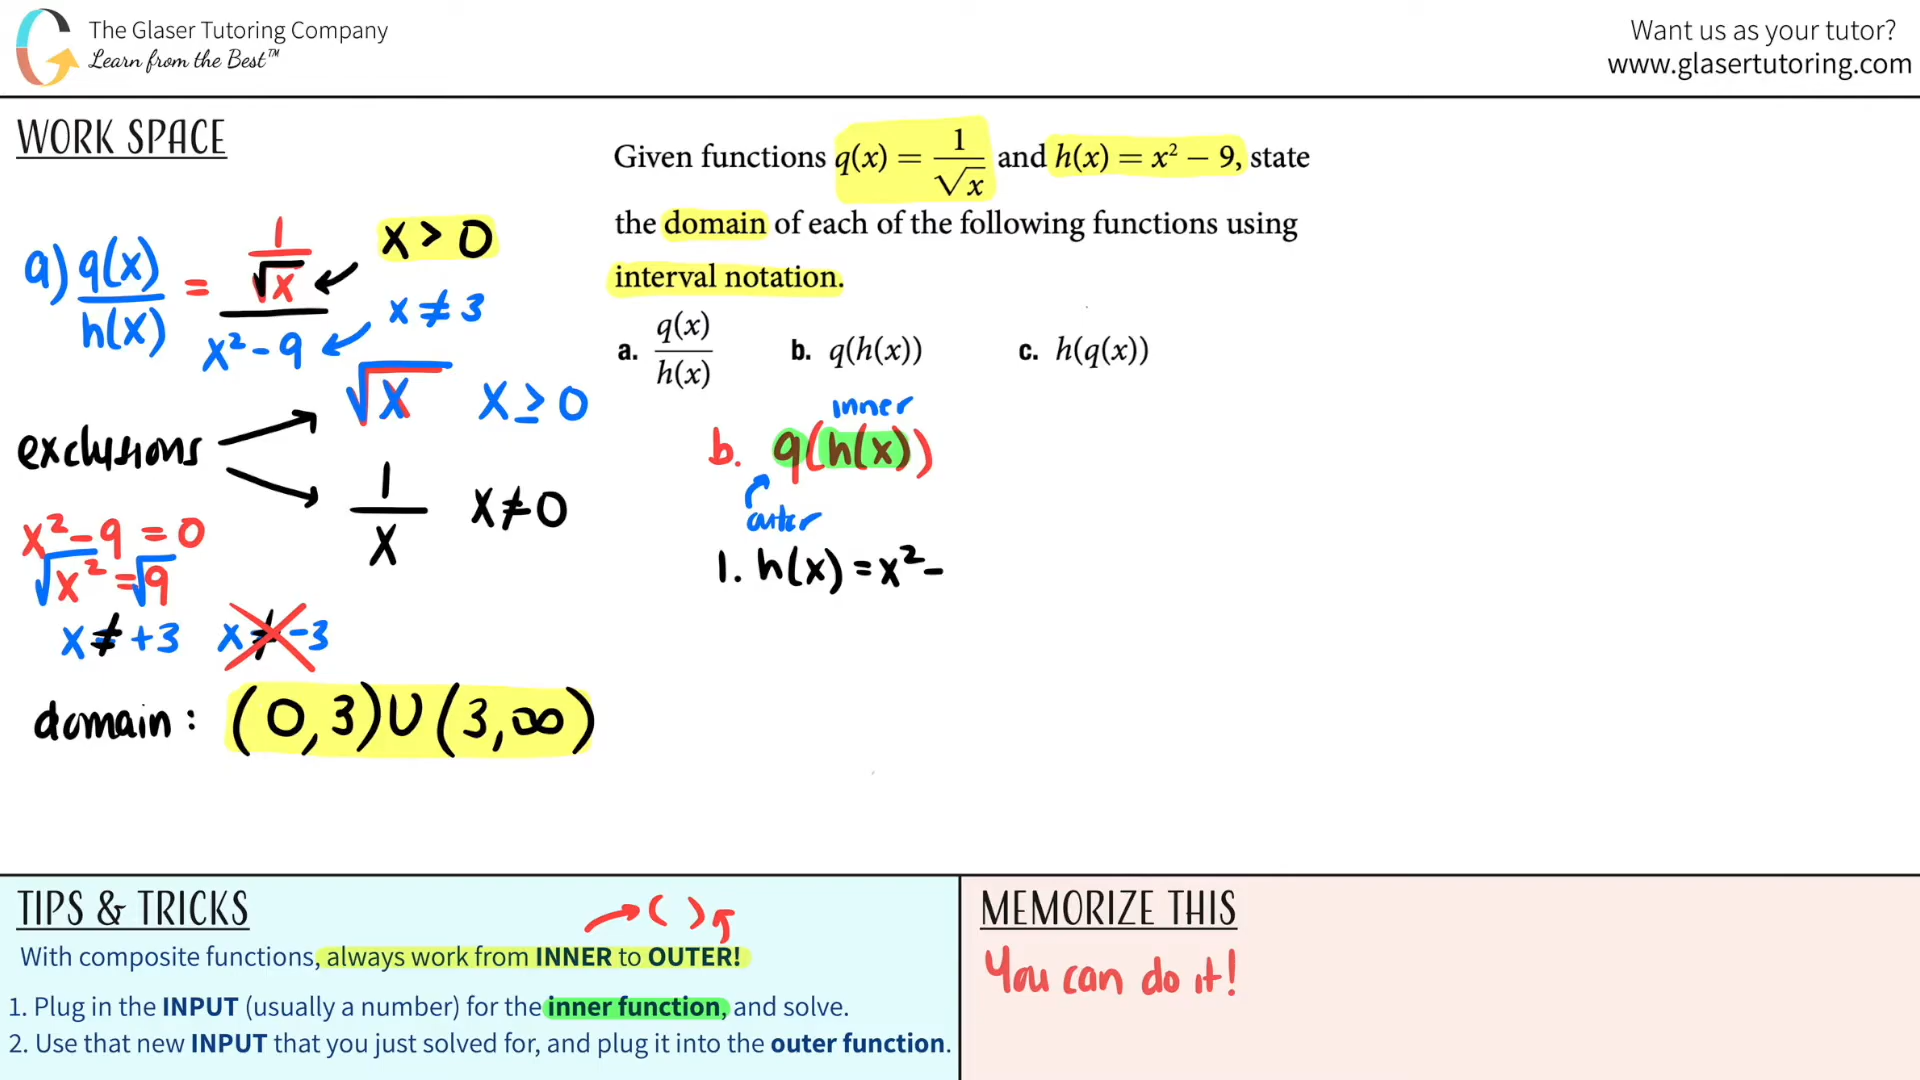 The Glaser Tutoring Company
Learn from the Best™
Want us as your tutor?
www.glasertutoring.com
WORK SPACE
a) q(x)/h(x) = (1/√x)/(x² - 9)
x > 0
x ≠ 3
√x x ≥ 0
exclusions
1/x x ≠ 0
x² - 9 = 0
√x² = √9
x ≠ +3 x ≠ -3
domain: (0, 3) ∪ (3, ∞)
Given functions q(x) = 1/√x and h(x) = x² − 9, state
the domain of each of the following functions using
interval notation.
a. q(x)/h(x) b. q(h(x)) c. h(q(x))
inner
b. q(h(x))
outer
1. h(x) = x² -
TIPS & TRICKS
( )
With composite functions, always work from INNER to OUTER!
1. Plug in the INPUT (usually a number) for the inner function, and solve.
2. Use that new INPUT that you just solved for, and plug it into the outer function.
MEMORIZE THIS
You can do it!